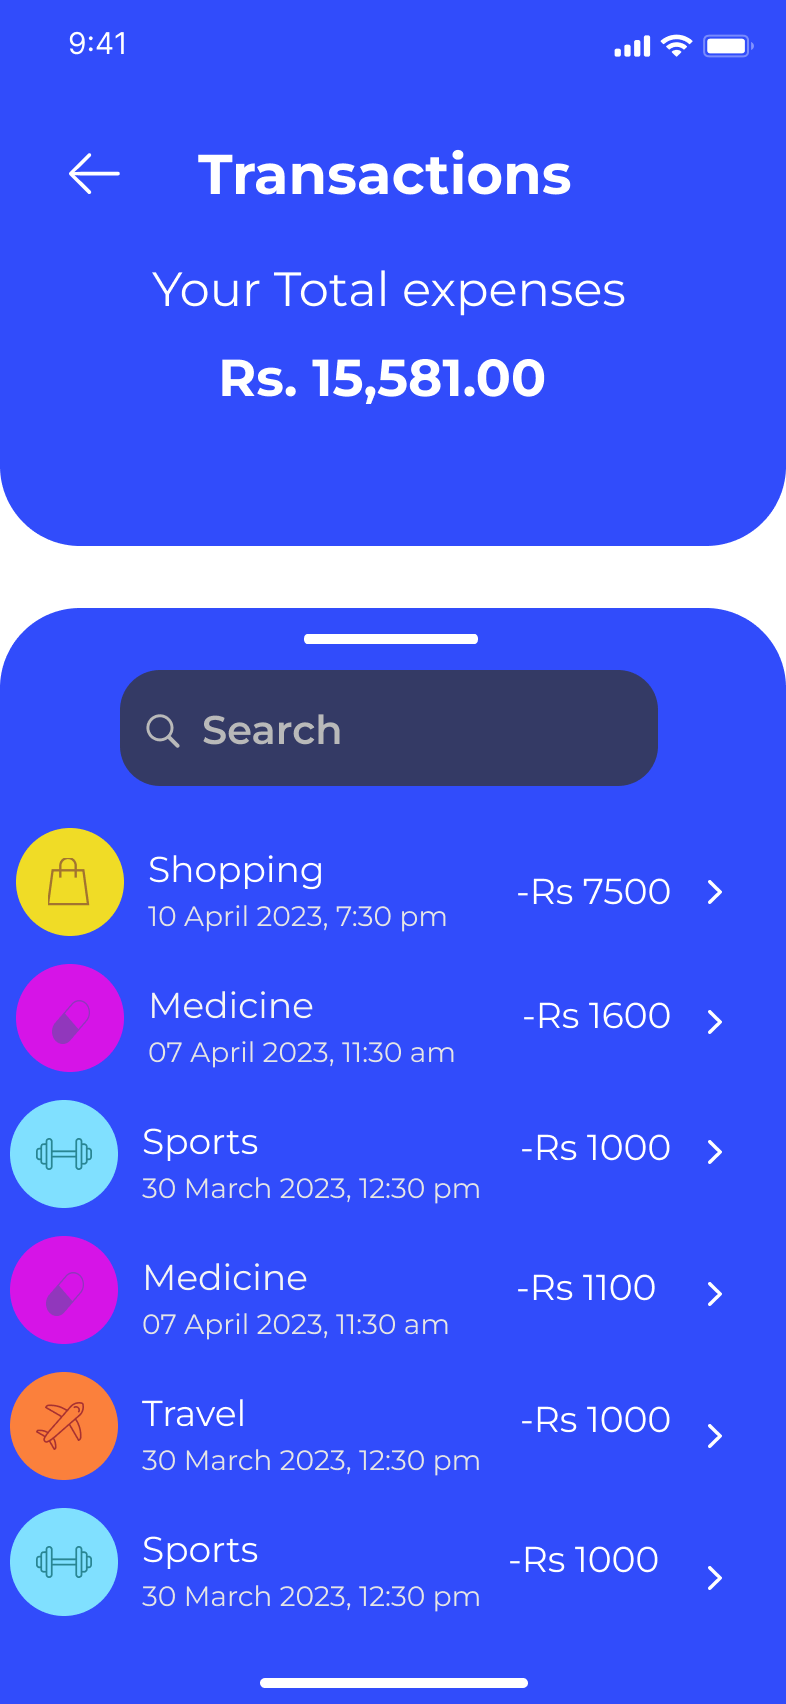 9:41
Transactions
Your Total expenses
Rs. 15,581.00
Search
Shopping
10 April 2023, 7:30 pm
-Rs 7500
Medicine
07 April 2023, 11:30 am
-Rs 1600
Sports
30 March 2023, 12:30 pm
-Rs 1000
Medicine
07 April 2023, 11:30 am
-Rs 1100
Travel
30 March 2023, 12:30 pm
-Rs 1000
Sports
30 March 2023, 12:30 pm
-Rs 1000